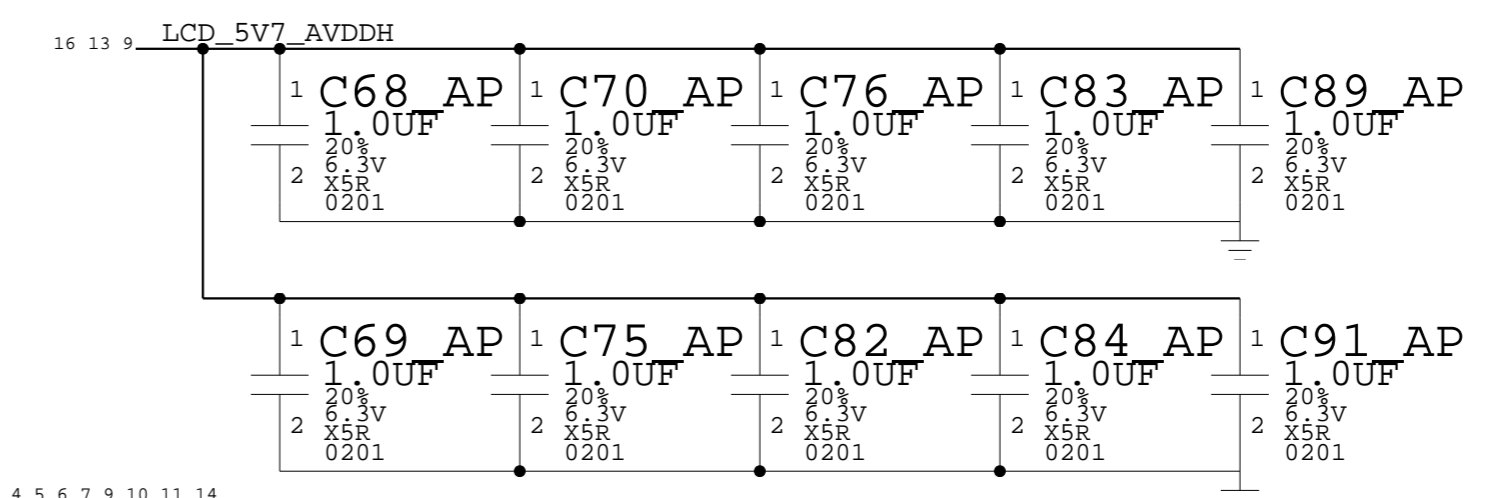 LCD_5V7_AVDDH
16 13 9
1 C68_AP 1 C70_AP 1 C76_AP 1 C83_AP 1 C89_AP
1.0UF 1.0UF 1.0UF 1.0UF 1.0UF
20% 20% 20% 20% 20%
6.3V 6.3V 6.3V 6.3V 6.3V
2 X5R 2 X5R 2 X5R 2 X5R 2 X5R
0201 0201 0201 0201 0201
1 C69_AP 1 C75_AP 1 C82_AP 1 C84_AP 1 C91_AP
1.0UF 1.0UF 1.0UF 1.0UF 1.0UF
20% 20% 20% 20% 20%
6.3V 6.3V 6.3V 6.3V 6.3V
2 X5R 2 X5R 2 X5R 2 X5R 2 X5R
0201 0201 0201 0201 0201
4 5 6 7 9 10 11 14